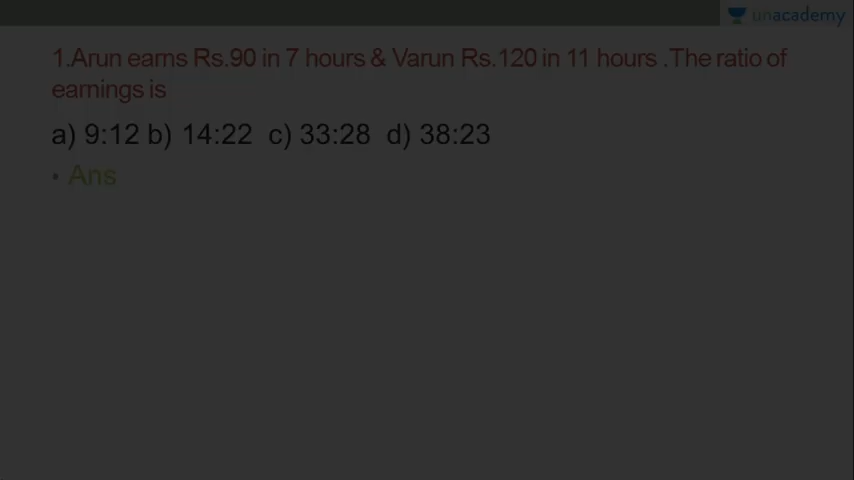 unacademy
1.Arun earns Rs.90 in 7 hours & Varun Rs.120 in 11 hours .The ratio of
earnings is
a) 9:12 b) 14:22 c) 33:28 d) 38:23
• Ans